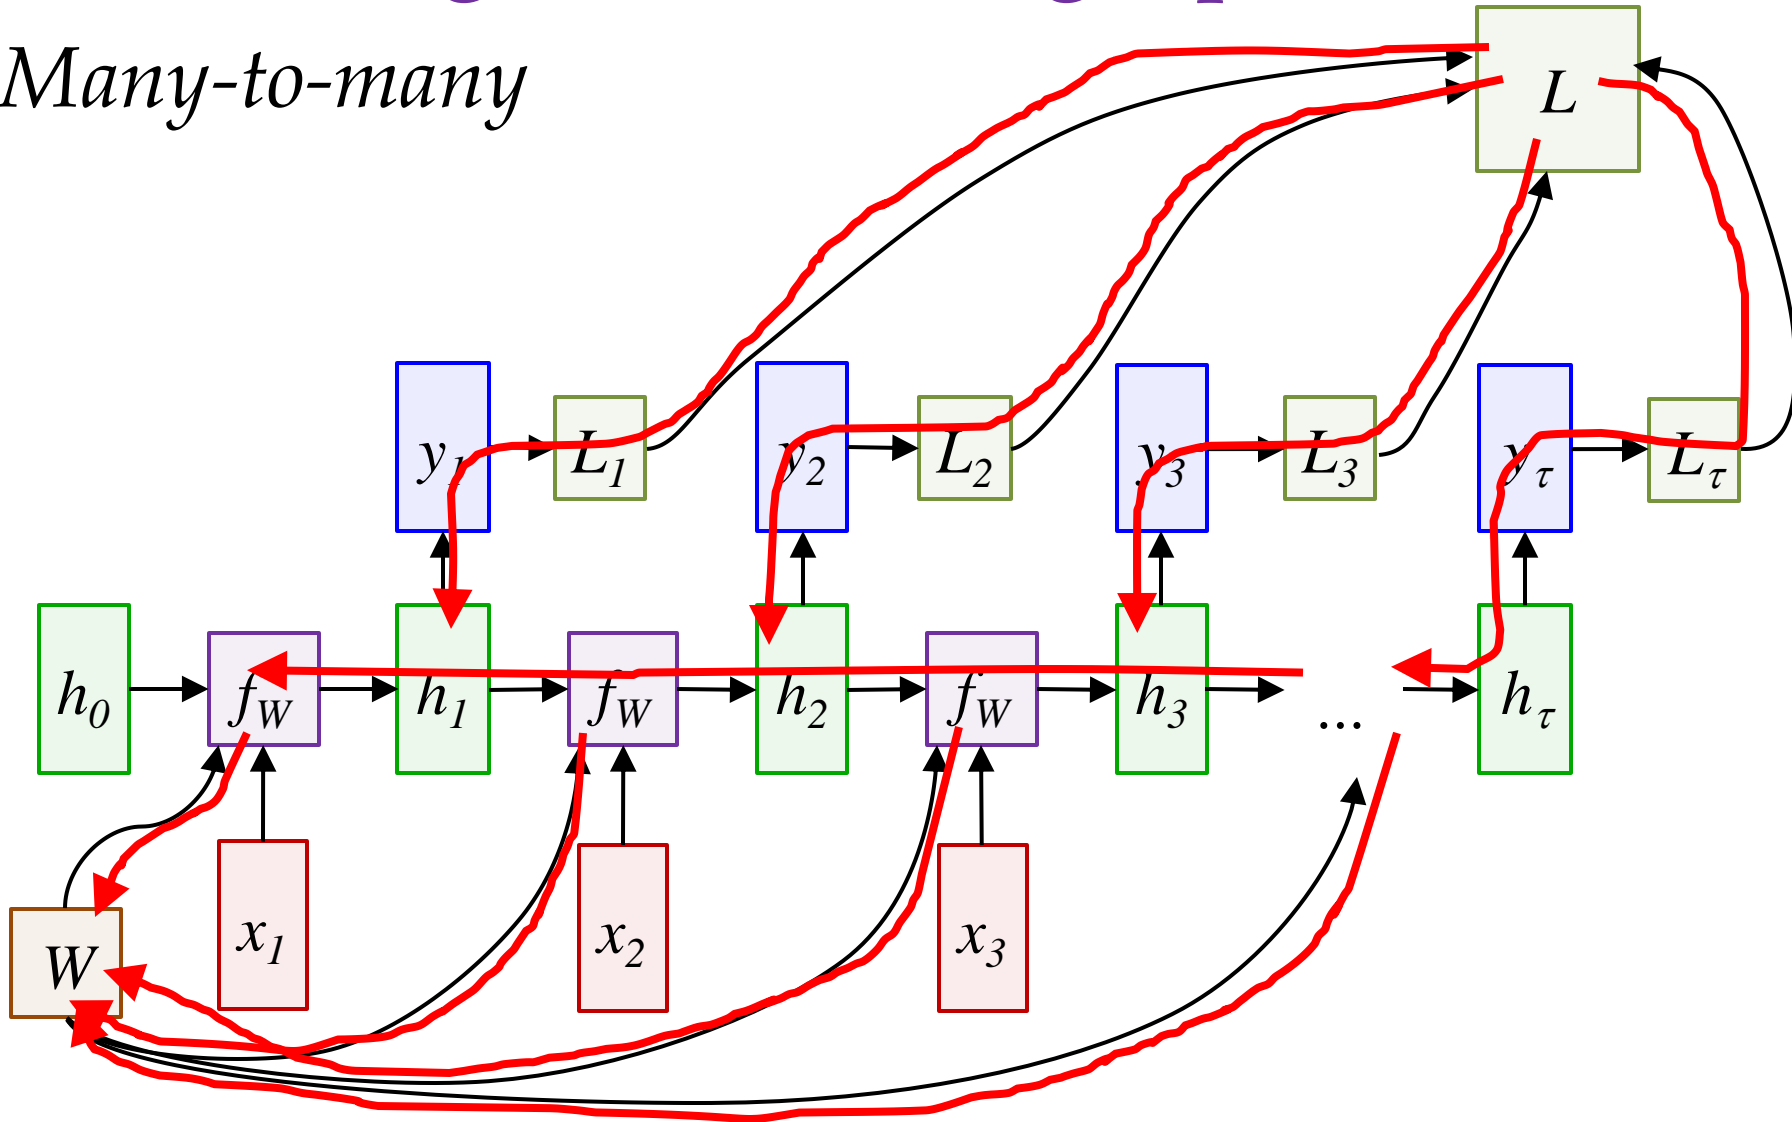 Many-to-many
L
y1 L1 y2 L2 y3 L3 yτ Lτ
h0 fW h1 fW h2 fW h3 ... hτ
W x1 x2 x3